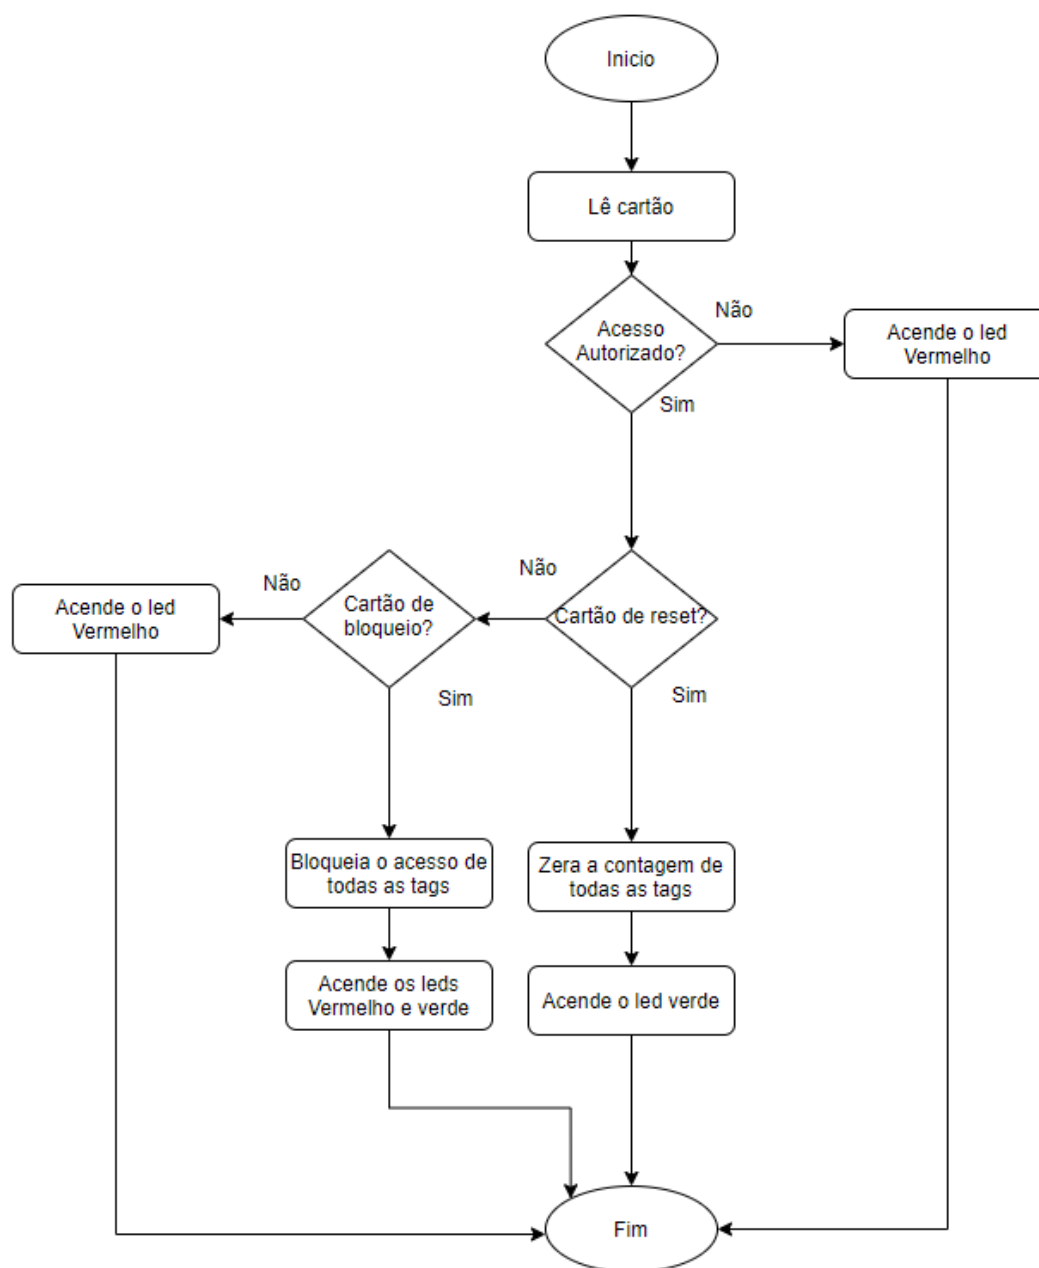 Inicio
Lê cartão
Acesso
Autorizado?
Não
Acende o led
Vermelho
Sim
Cartão de reset?
Não
Cartão de
bloqueio?
Não
Acende o led
Vermelho
Sim
Sim
Bloqueia o acesso de
todas as tags
Zera a contagem de
todas as tags
Acende os leds
Vermelho e verde
Acende o led verde
Fim